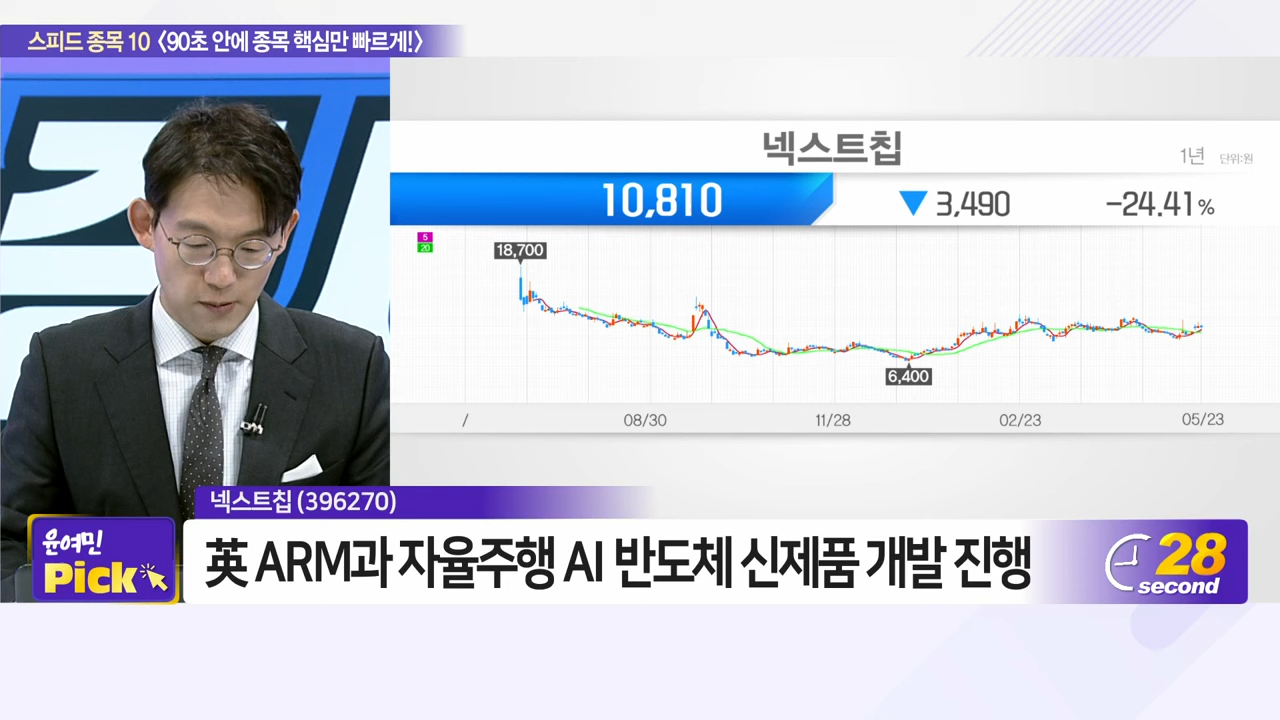 스피드 종목 10 〈90초 안에 종목 핵심만 빠르게!〉
넥스트칩
1년 단위:원
10,810 ▼ 3,490 -24.41%
5
20
18,700
6,400
/ 08/30 11/28 02/23 05/23
넥스트칩 (396270)
윤여민
Pick
英 ARM과 자율주행 AI 반도체 신제품 개발 진행
28
second